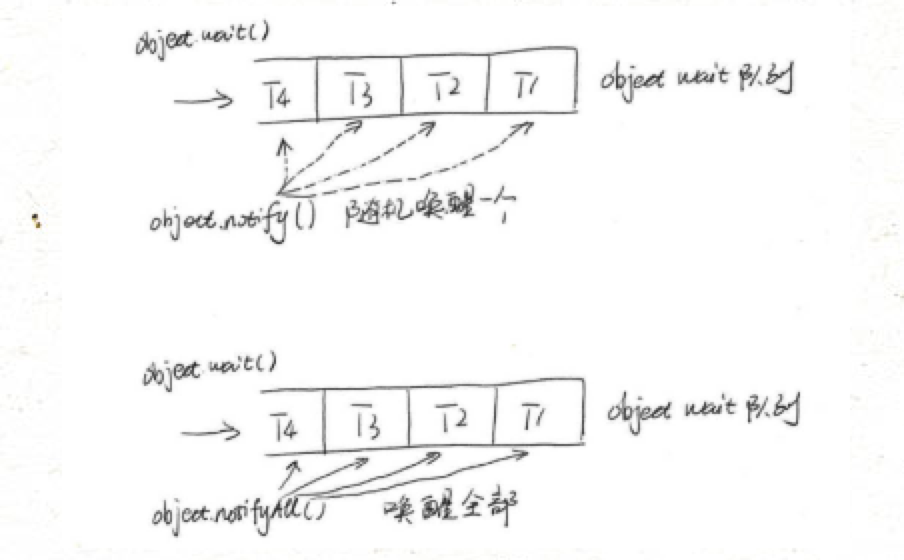 object.wait()
T4 T3 T2 T1 object wait 队列
object.notify() 随机唤醒一个
object.wait()
T4 T3 T2 T1 object wait 队列
object.notifyAll() 唤醒全部